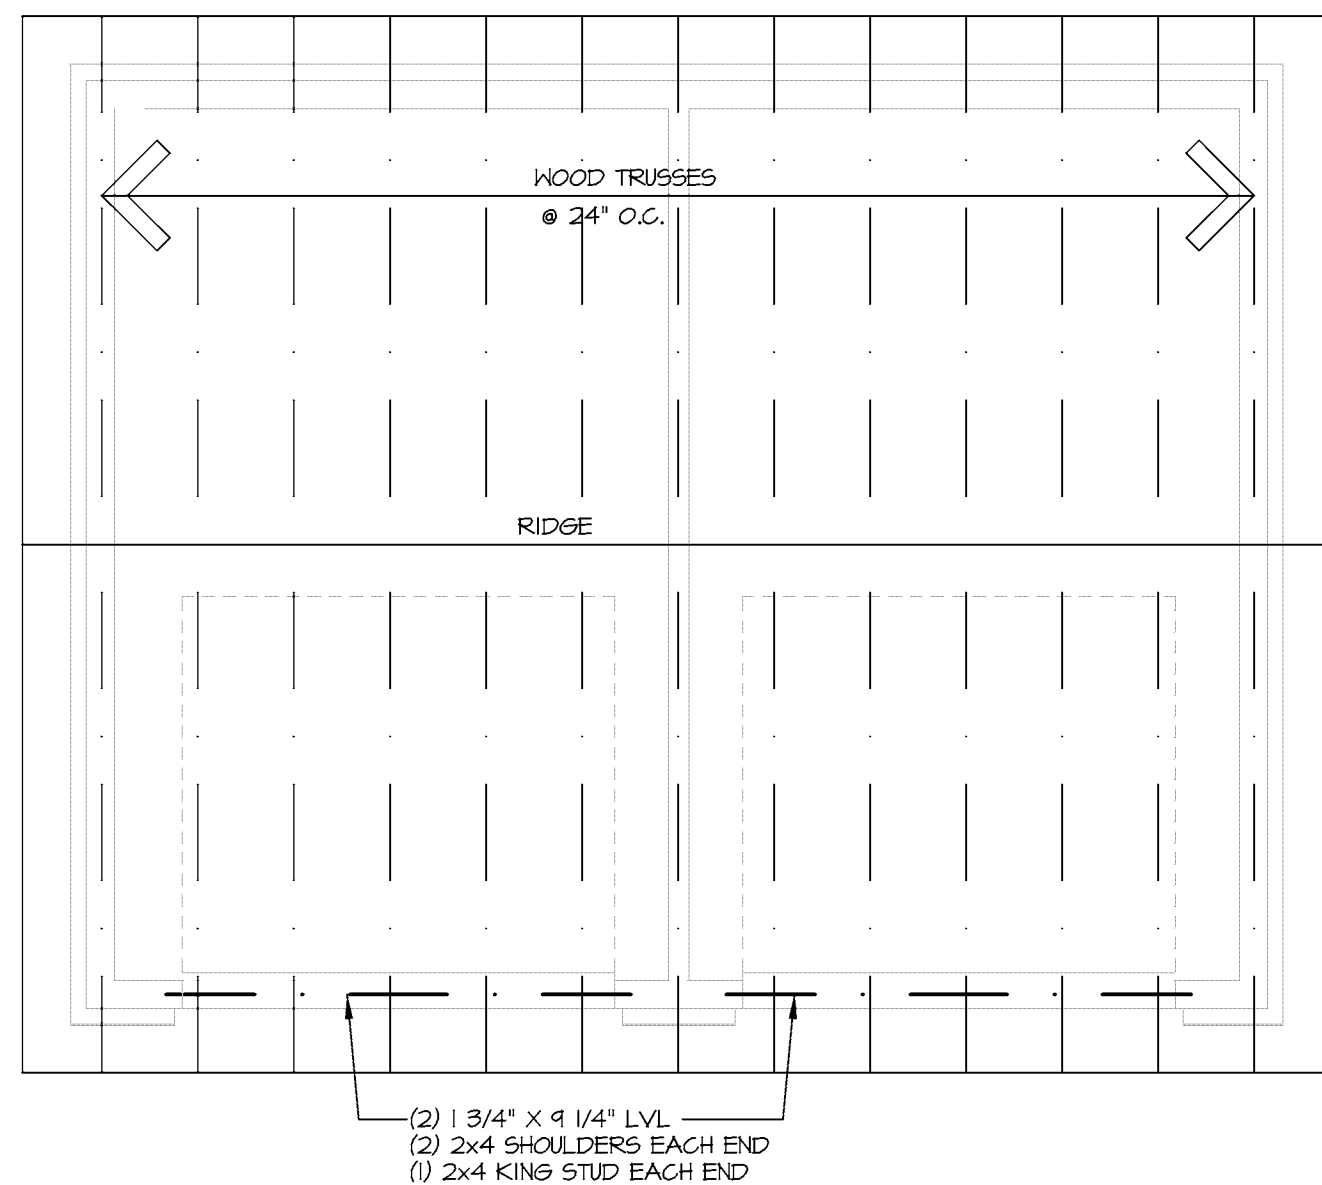 WOOD TRUSSES
@ 24" O.C.
RIDGE
(2) 1 3/4" X 9 1/4" LVL
(2) 2x4 SHOULDERS EACH END
(1) 2x4 KING STUD EACH END